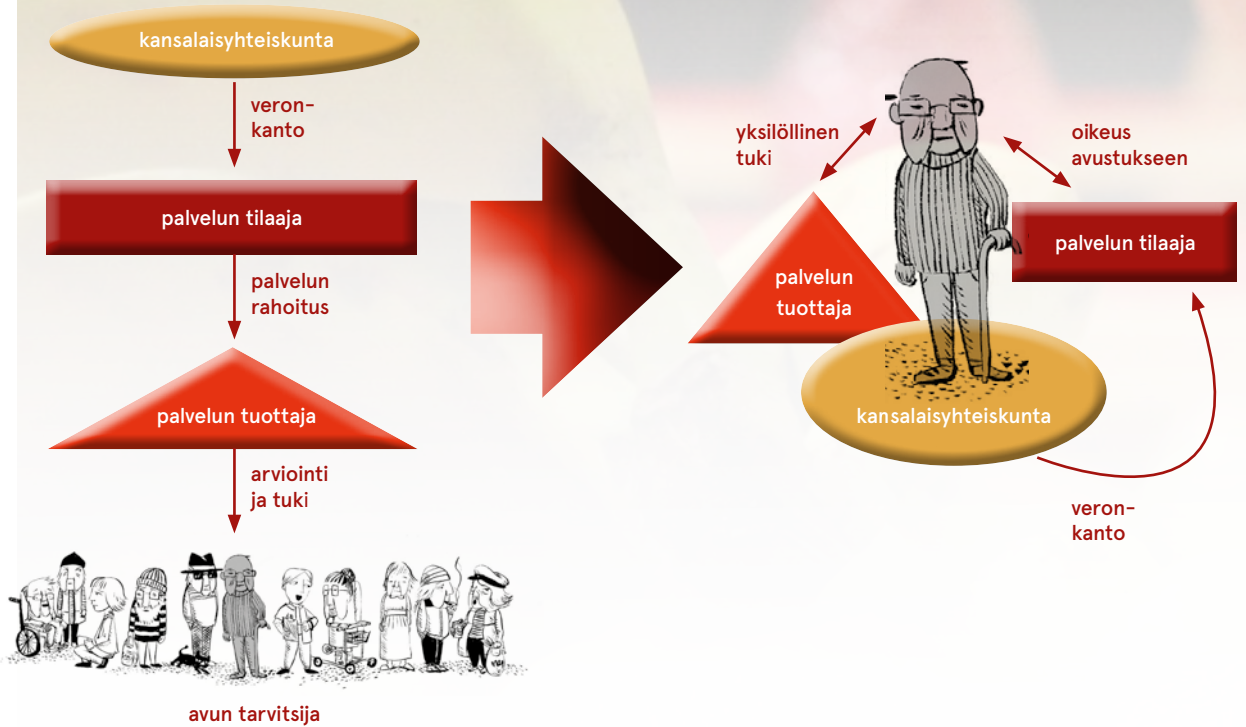 kansalaisyhteiskunta
veron-
kanto
palvelun tilaaja
palvelun
rahoitus
palvelun tuottaja
arviointi
ja tuki
avun tarvitsija
yksilöllinen
tuki
oikeus
avustukseen
palvelun tilaaja
palvelun
tuottaja
kansalaisyhteiskunta
veron-
kanto